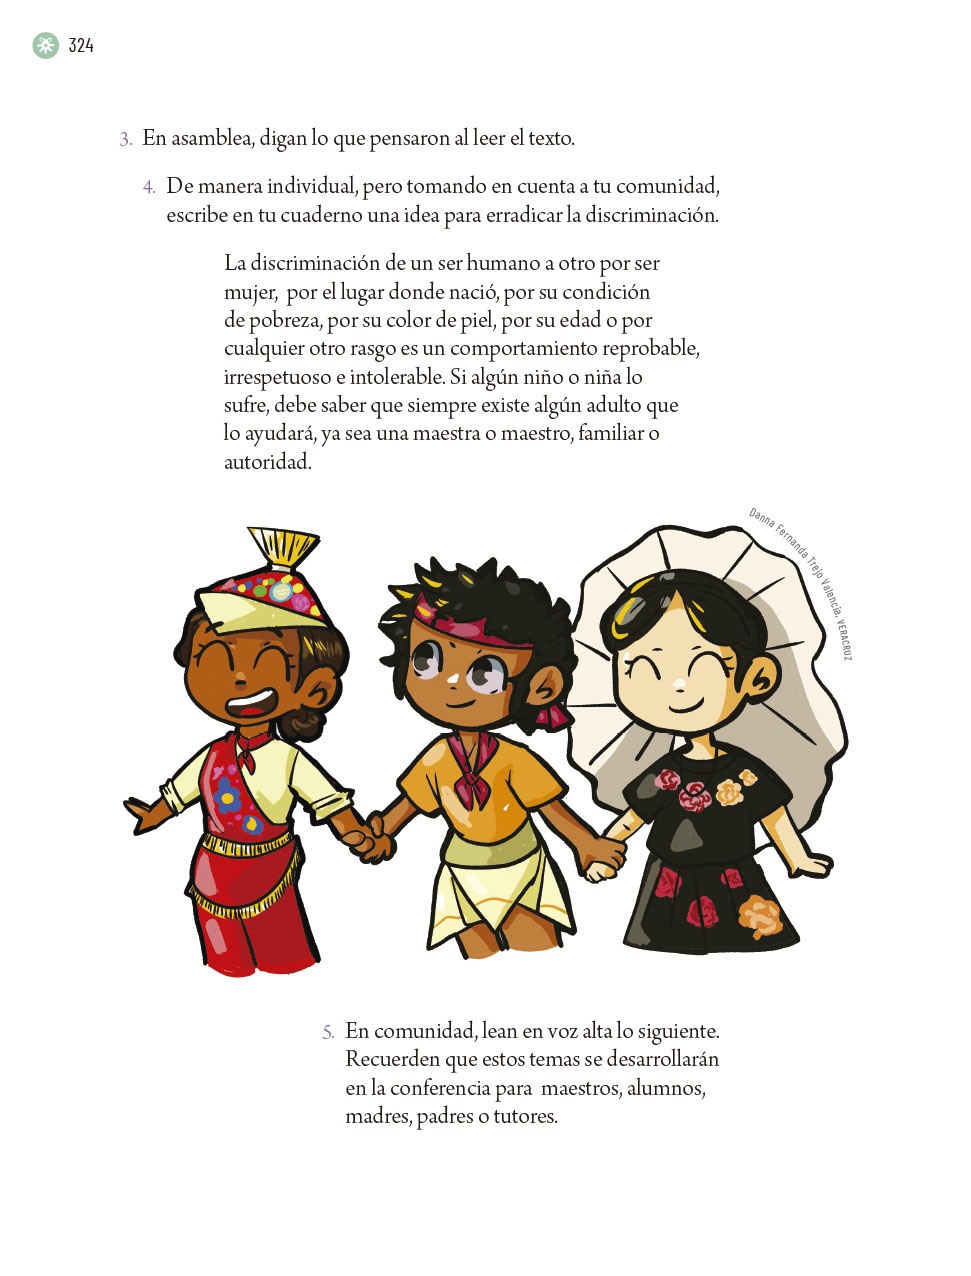 324
3. En asamblea, digan lo que pensaron al leer el texto.
4. De manera individual, pero tomando en cuenta a tu comunidad,
escribe en tu cuaderno una idea para erradicar la discriminación.
La discriminación de un ser humano a otro por ser
mujer, por el lugar donde nació, por su condición
de pobreza, por su color de piel, por su edad o por
cualquier otro rasgo es un comportamiento reprobable,
irrespetuoso e intolerable. Si algún niño o niña lo
sufre, debe saber que siempre existe algún adulto que
lo ayudará, ya sea una maestra o maestro, familiar o
autoridad.
Danna Fernanda Trejo Valencia, VERACRUZ
5. En comunidad, lean en voz alta lo siguiente.
Recuerden que estos temas se desarrollarán
en la conferencia para maestros, alumnos,
madres, padres o tutores.